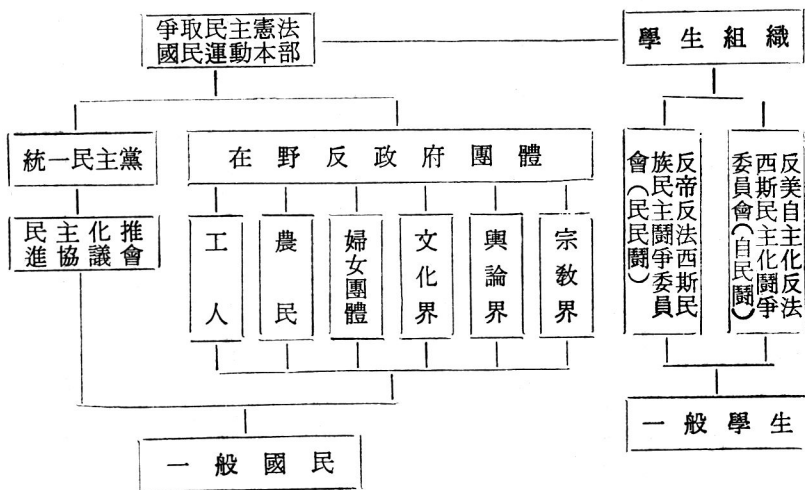 爭取民主憲法
國民運動本部
學生組織
統一民主黨
在野反政府團體
民主化推
進協議會
工人
農民
婦女團體
文化界
輿論界
宗教界
反帝反法西斯民
族民主鬪爭委員
會(民民鬪)
反美自主化反法
西斯民主化鬪爭
委員會(自民鬪)
一般國民
一般學生